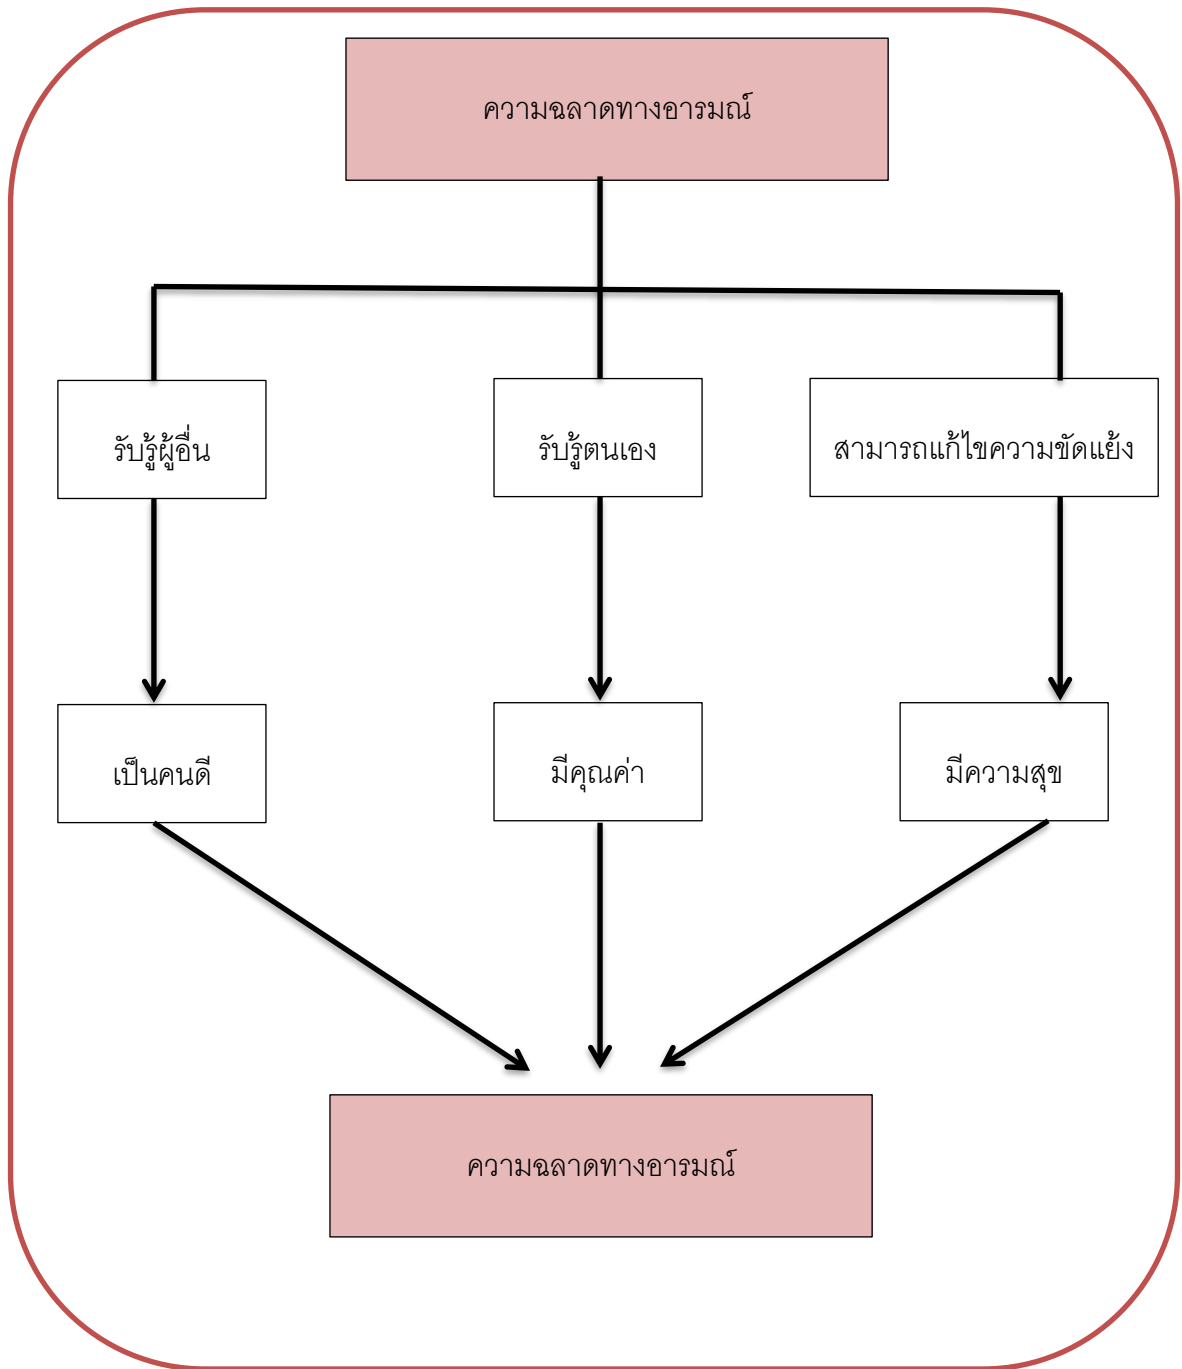 ความฉลาดทางอารมณ์
รับรู้ผู้อื่น
รับรู้ตนเอง
สามารถแก้ไขความขัดแย้ง
เป็นคนดี
มีคุณค่า
มีความสุข
ความฉลาดทางอารมณ์